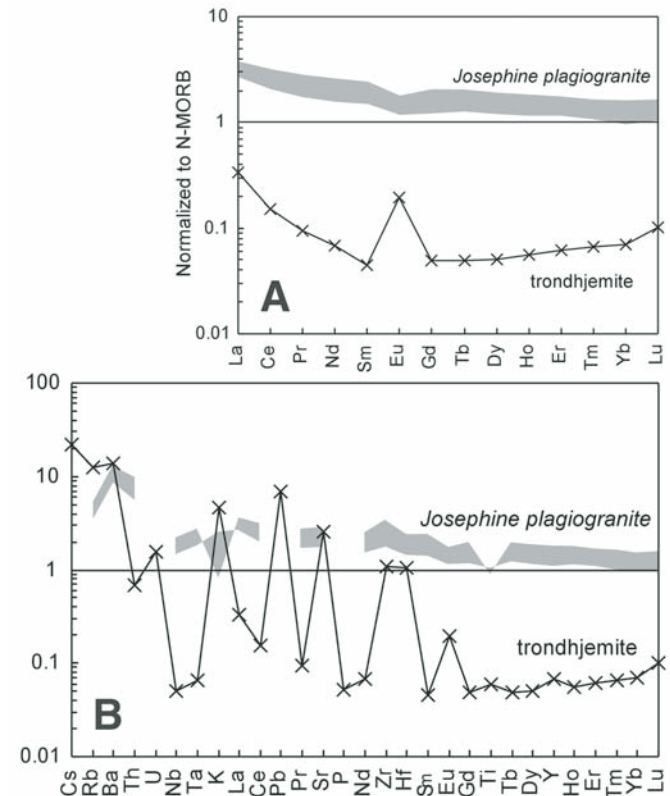 10
1
0.1
0.01
Normalized to N-MORB
Josephine plagiogranite
trondhjemite
A
La Ce Pr Nd Sm Eu Gd Tb Dy Ho Er Tm Yb Lu
100
10
1
0.1
0.01
Josephine plagiogranite
trondhjemite
B
Cs Rb Ba Th U Nb Ta K La Ce Pb Pr Sr P Nd Zr Hf Sm Eu Gd Ti Tb Dy Y Ho Er Tm Yb Lu